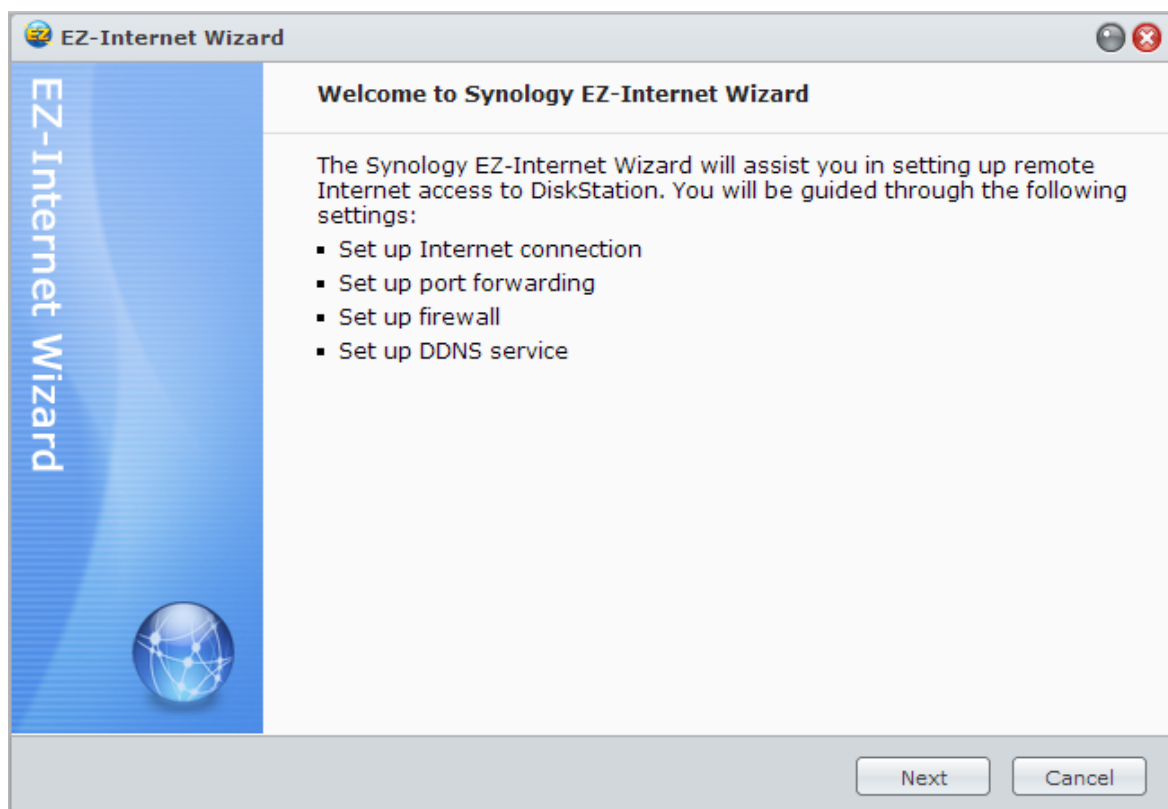 EZ-Internet Wizard
EZ-Internet Wizard
Welcome to Synology EZ-Internet Wizard
The Synology EZ-Internet Wizard will assist you in setting up remote
Internet access to DiskStation. You will be guided through the following
settings:
▪ Set up Internet connection
▪ Set up port forwarding
▪ Set up firewall
▪ Set up DDNS service
Next
Cancel